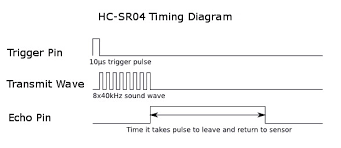 HC-SR04 Timing Diagram
Trigger Pin
10μs trigger pulse
Transmit Wave
8x40kHz sound wave
Echo Pin
Time it takes pulse to leave and return to sensor